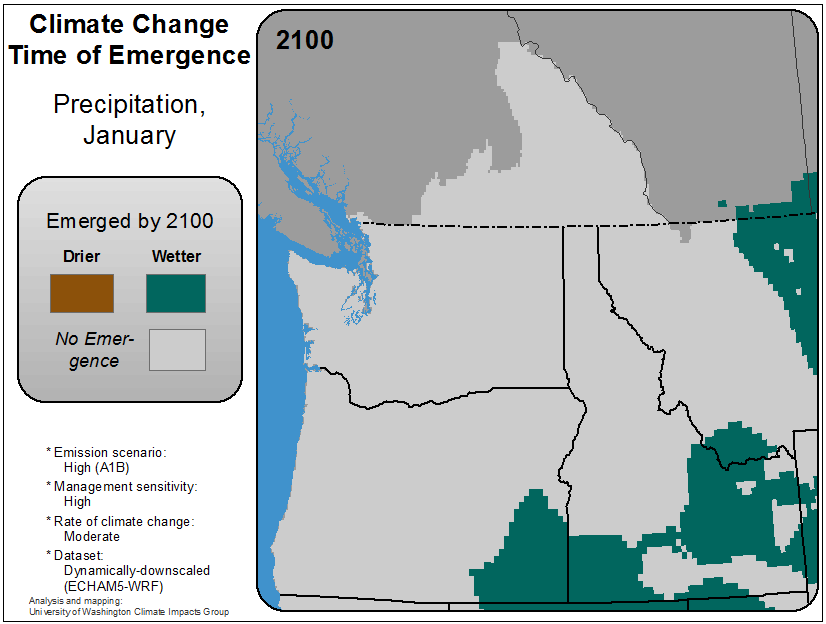 Climate Change
Time of Emergence
Precipitation,
January
Emerged by 2100
Drier Wetter
No Emer-
gence
* Emission scenario:
High (A1B)
* Management sensitivity:
High
* Rate of climate change:
Moderate
* Dataset:
Dynamically-downscaled
(ECHAM5-WRF)
Analysis and mapping:
University of Washington Climate Impacts Group
2100